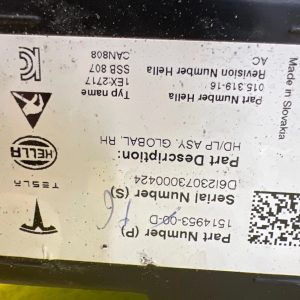 Part Number (P)
1514953-00-D
Serial Number (S)
D6I23073000424
Part Description:
HD/LP ASY, GLOBAL, RH
TESLA
HELLA
Part Number Hella
015.319-16
Revision Number Hella
AC
Typ name
1EX 2717
SSB 807
CAN808
Made in Slovakia